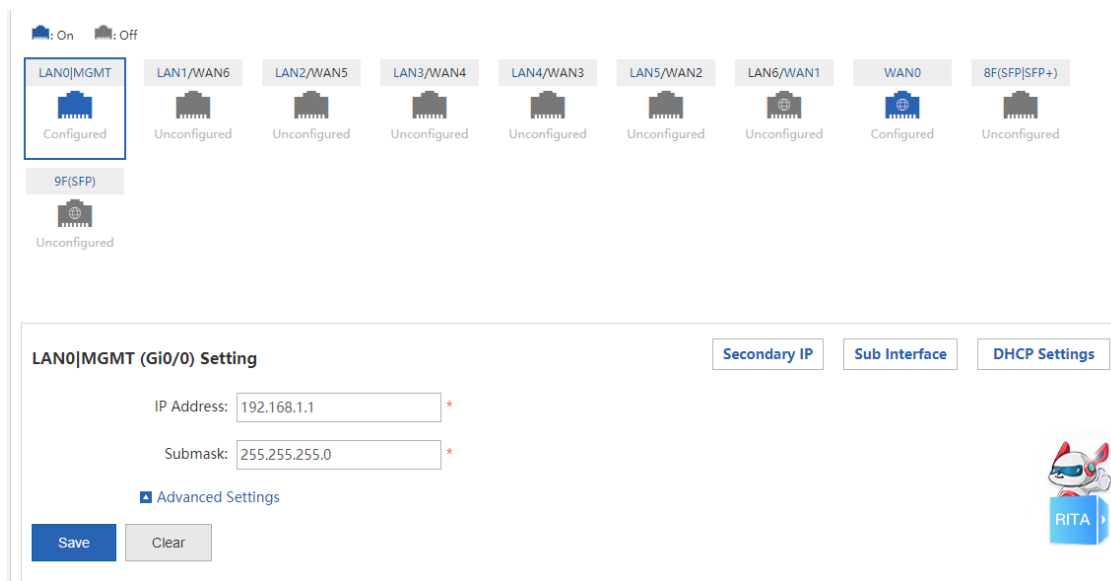 : On : Off
LAN0|MGMT LAN1/WAN6 LAN2/WAN5 LAN3/WAN4 LAN4/WAN3 LAN5/WAN2 LAN6/WAN1 WAN0 8F(SFP|SFP+)
Configured Unconfigured Unconfigured Unconfigured Unconfigured Unconfigured Unconfigured Configured Unconfigured
9F(SFP)
Unconfigured
LAN0|MGMT (Gi0/0) Setting Secondary IP Sub Interface DHCP Settings
IP Address: 192.168.1.1 *
Submask: 255.255.255.0 *
Advanced Settings
RITA
Save Clear